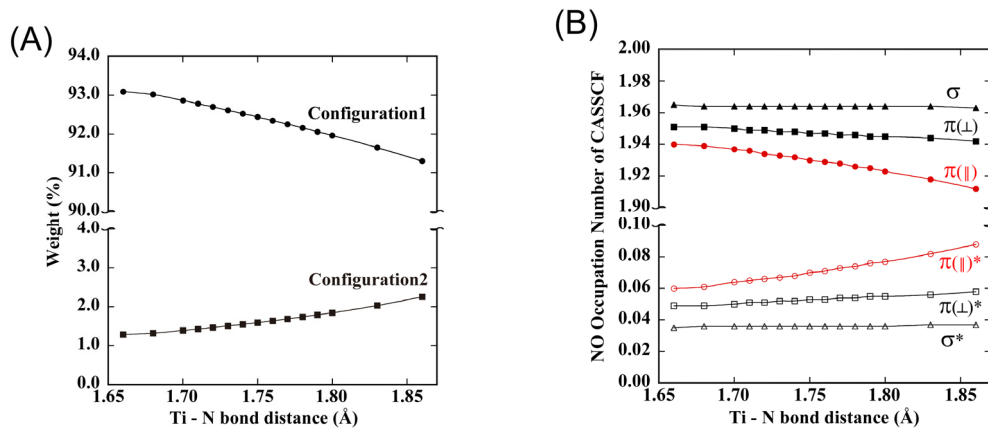 (A)
94.0
93.0
92.0
91.0
90.0
4.0
3.0
2.0
1.0
0.0
Weight (%)
Configuration1
Configuration2
1.65 1.70 1.75 1.80 1.85
Ti - N bond distance (Å)
(B)
2.00
1.98
1.96
1.94
1.92
1.90
0.10
0.08
0.06
0.04
0.02
0.00
NO Occupation Number of CASSCF
σ
π(⊥)
π(∥)
π(∥)*
π(⊥)*
σ*
1.65 1.70 1.75 1.80 1.85
Ti - N bond distance (Å)